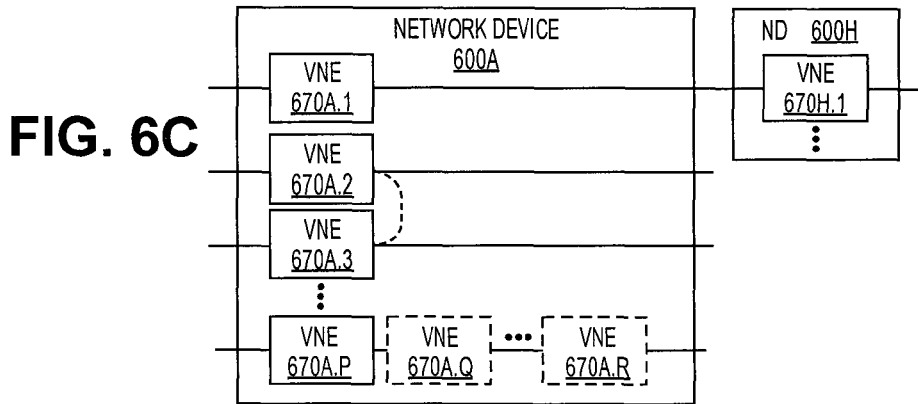 NETWORK DEVICE
600A
ND 600H
VNE
670A.1
VNE
670H.1
FIG. 6C
VNE
670A.2
VNE
670A.3
VNE
670A.P
VNE
670A.Q
VNE
670A.R